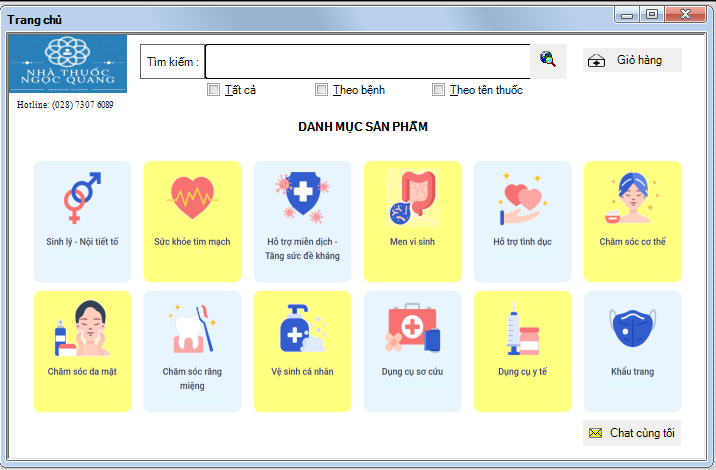 Trang chủ
NHÀ THUỐC
NGỌC QUANG
Hotline: (028) 7307 6089
Tìm kiếm :
Giỏ hàng
Tất cả
Theo bệnh
Theo tên thuốc
DANH MỤC SẢN PHẨM
Sinh lý - Nội tiết tố
Sức khỏe tim mạch
Hỗ trợ miễn dịch -
Tăng sức đề kháng
Men vi sinh
Hỗ trợ tình dục
Chăm sóc cơ thể
Chăm sóc da mặt
Chăm sóc răng
miệng
Vệ sinh cá nhân
Dụng cụ sơ cứu
Dụng cụ y tế
Khẩu trang
Chat cùng tôi